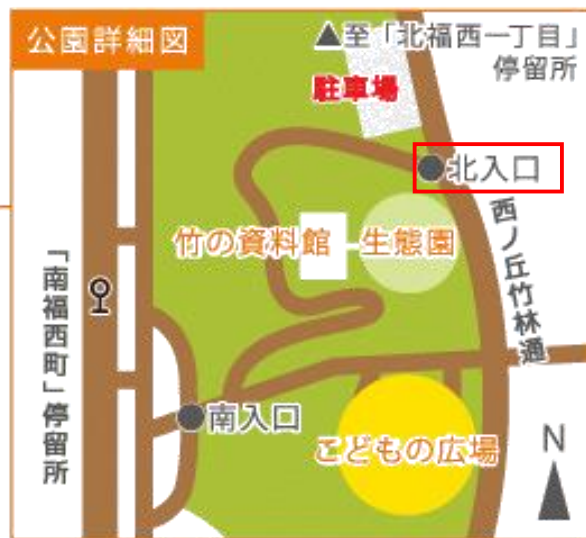 公園詳細図
▲至「北福西一丁目」
停留所
駐車場
北入口
西ノ丘竹林通
竹の資料館
生態園
「南福西町」停留所
南入口
こどもの広場
N